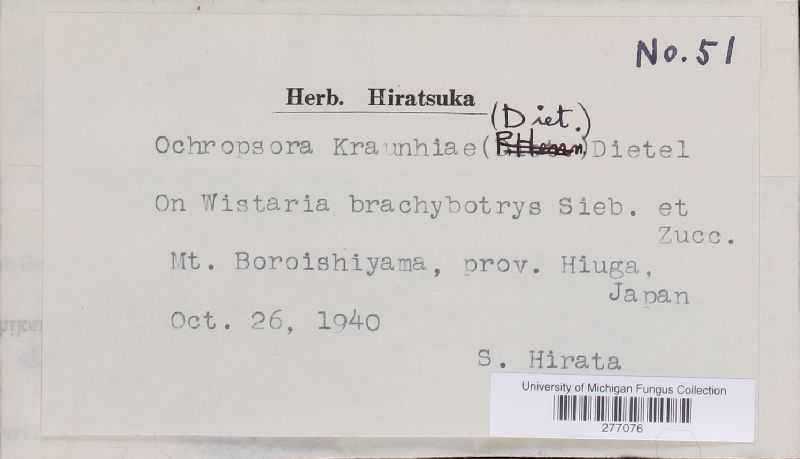 No. 51
Herb. Hiratsuka
(Diet.)
Ochropsora Kraunhiae ( )Dietel
On Wistaria brachybotrys Sieb. et
Zucc.
Mt. Boroishiyama, prov. Hiuga,
Japan
Oct. 26, 1940
S. Hirata
University of Michigan Fungus Collection
277076